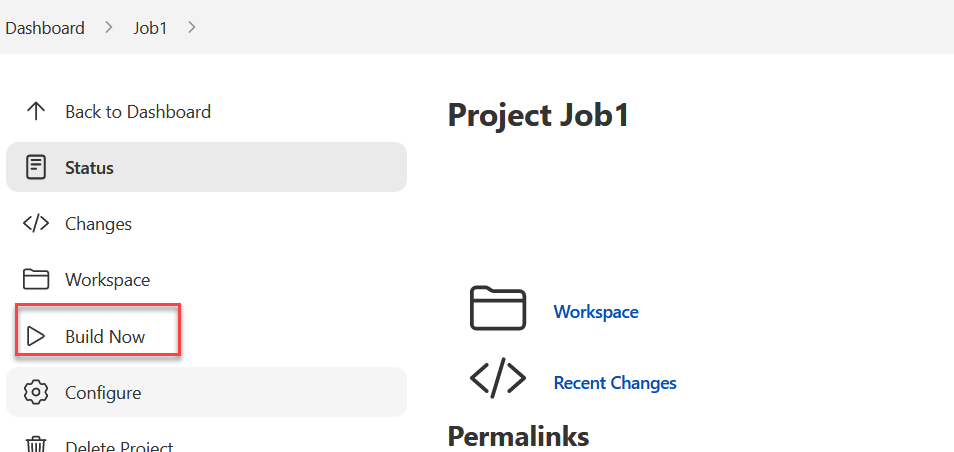 Dashboard > Job1 >
Back to Dashboard
Status
Changes
Workspace
Build Now
Configure
Delete Project
Project Job1
Workspace
Recent Changes
Permalinks